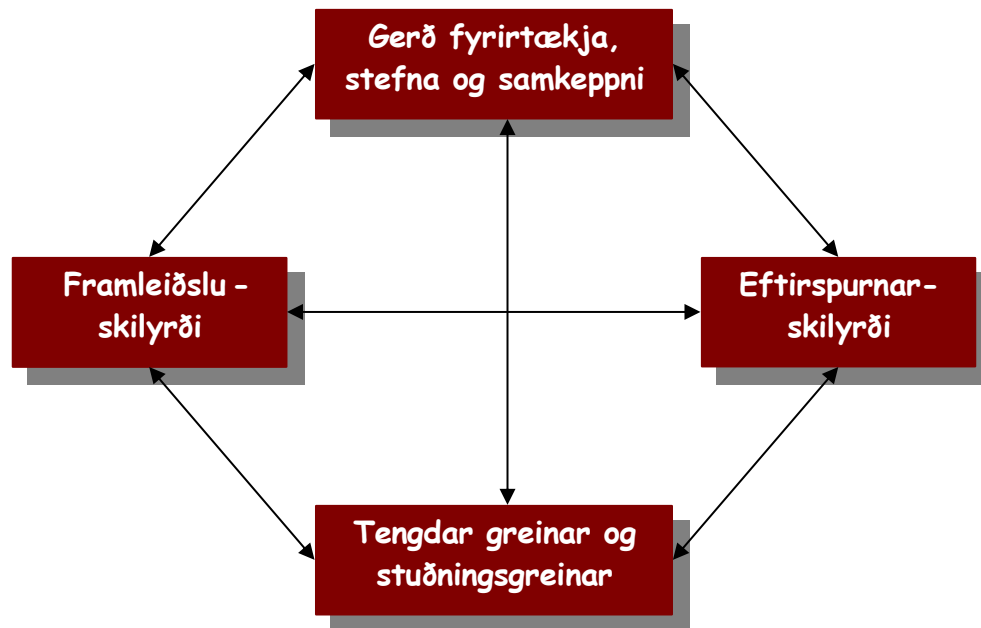 Gerð fyrirtækja,
stefna og samkeppni
Framleiðslu -
skilyrði
Eftirspurnar-
skilyrði
Tengdar greinar og
stuðningsgreinar